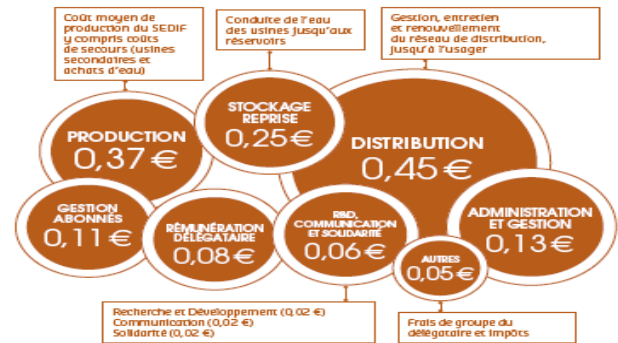 Coût moyen de
production du SEDIF
y compris coûts
de secours (usines
secondaires et
achats d'eau)
Conduite de l'eau
des usines jusqu'aux
réservoirs
Gestion, entretien
et renouvellement
du réseau de distribution,
jusqu'à l'usager
PRODUCTION
0,37 €
STOCKAGE
REPRISE
0,25 €
DISTRIBUTION
0,45 €
GESTION
ABONNÉS
0,11 €
RÉMUNÉRATION
DÉLÉGATAIRE
0,08 €
R&D,
COMMUNICATION
ET SOLIDARITÉ
0,06 €
AUTRES
0,05 €
ADMINISTRATION
ET GESTION
0,13 €
Recherche et Développement (0,02 €)
Communication (0,02 €)
Solidarité (0,02 €)
Frais de groupe du
délégataire et impôts